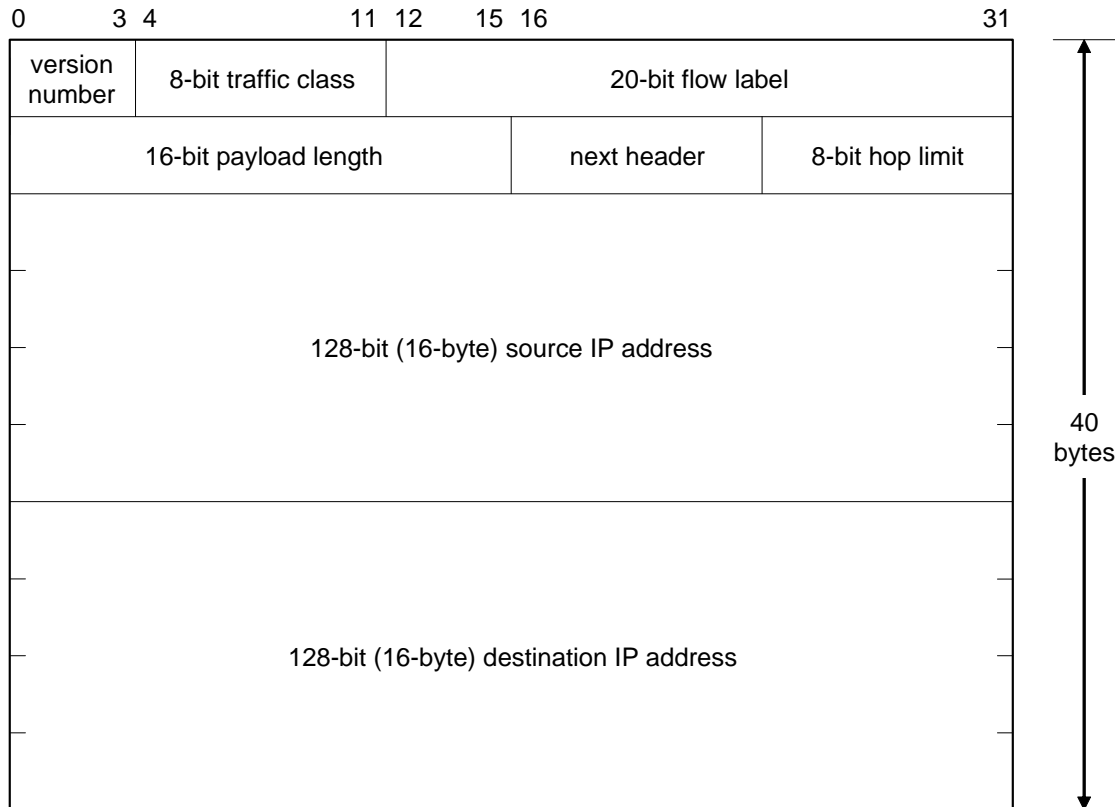 0 3 4 11 12 15 16 31
version
number
8-bit traffic class
20-bit flow label
16-bit payload length
next header
8-bit hop limit
128-bit (16-byte) source IP address
40
bytes
128-bit (16-byte) destination IP address